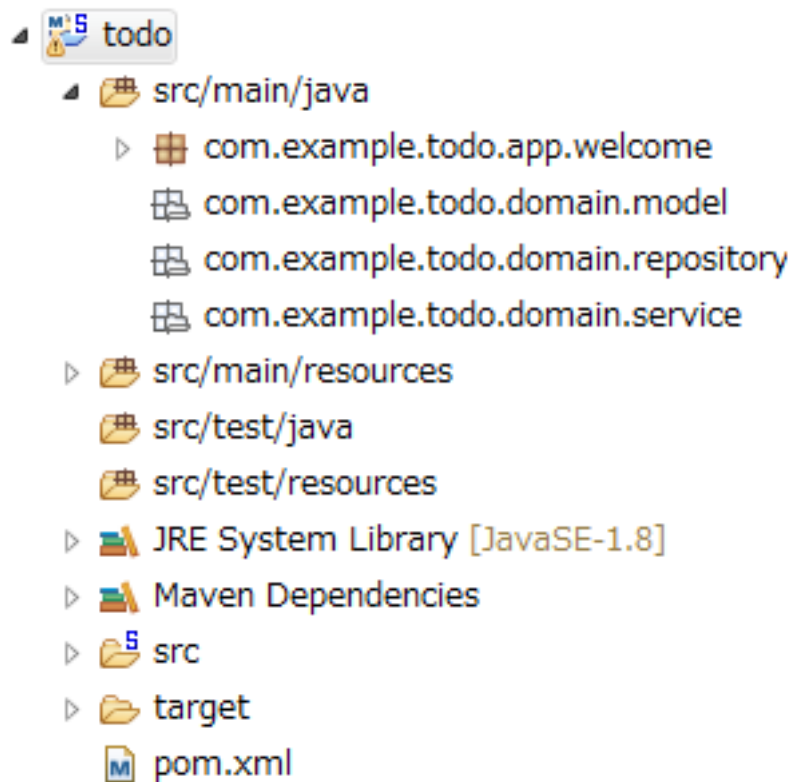 todo
src/main/java
com.example.todo.app.welcome
com.example.todo.domain.model
com.example.todo.domain.repository
com.example.todo.domain.service
src/main/resources
src/test/java
src/test/resources
JRE System Library [JavaSE-1.8]
Maven Dependencies
src
target
pom.xml